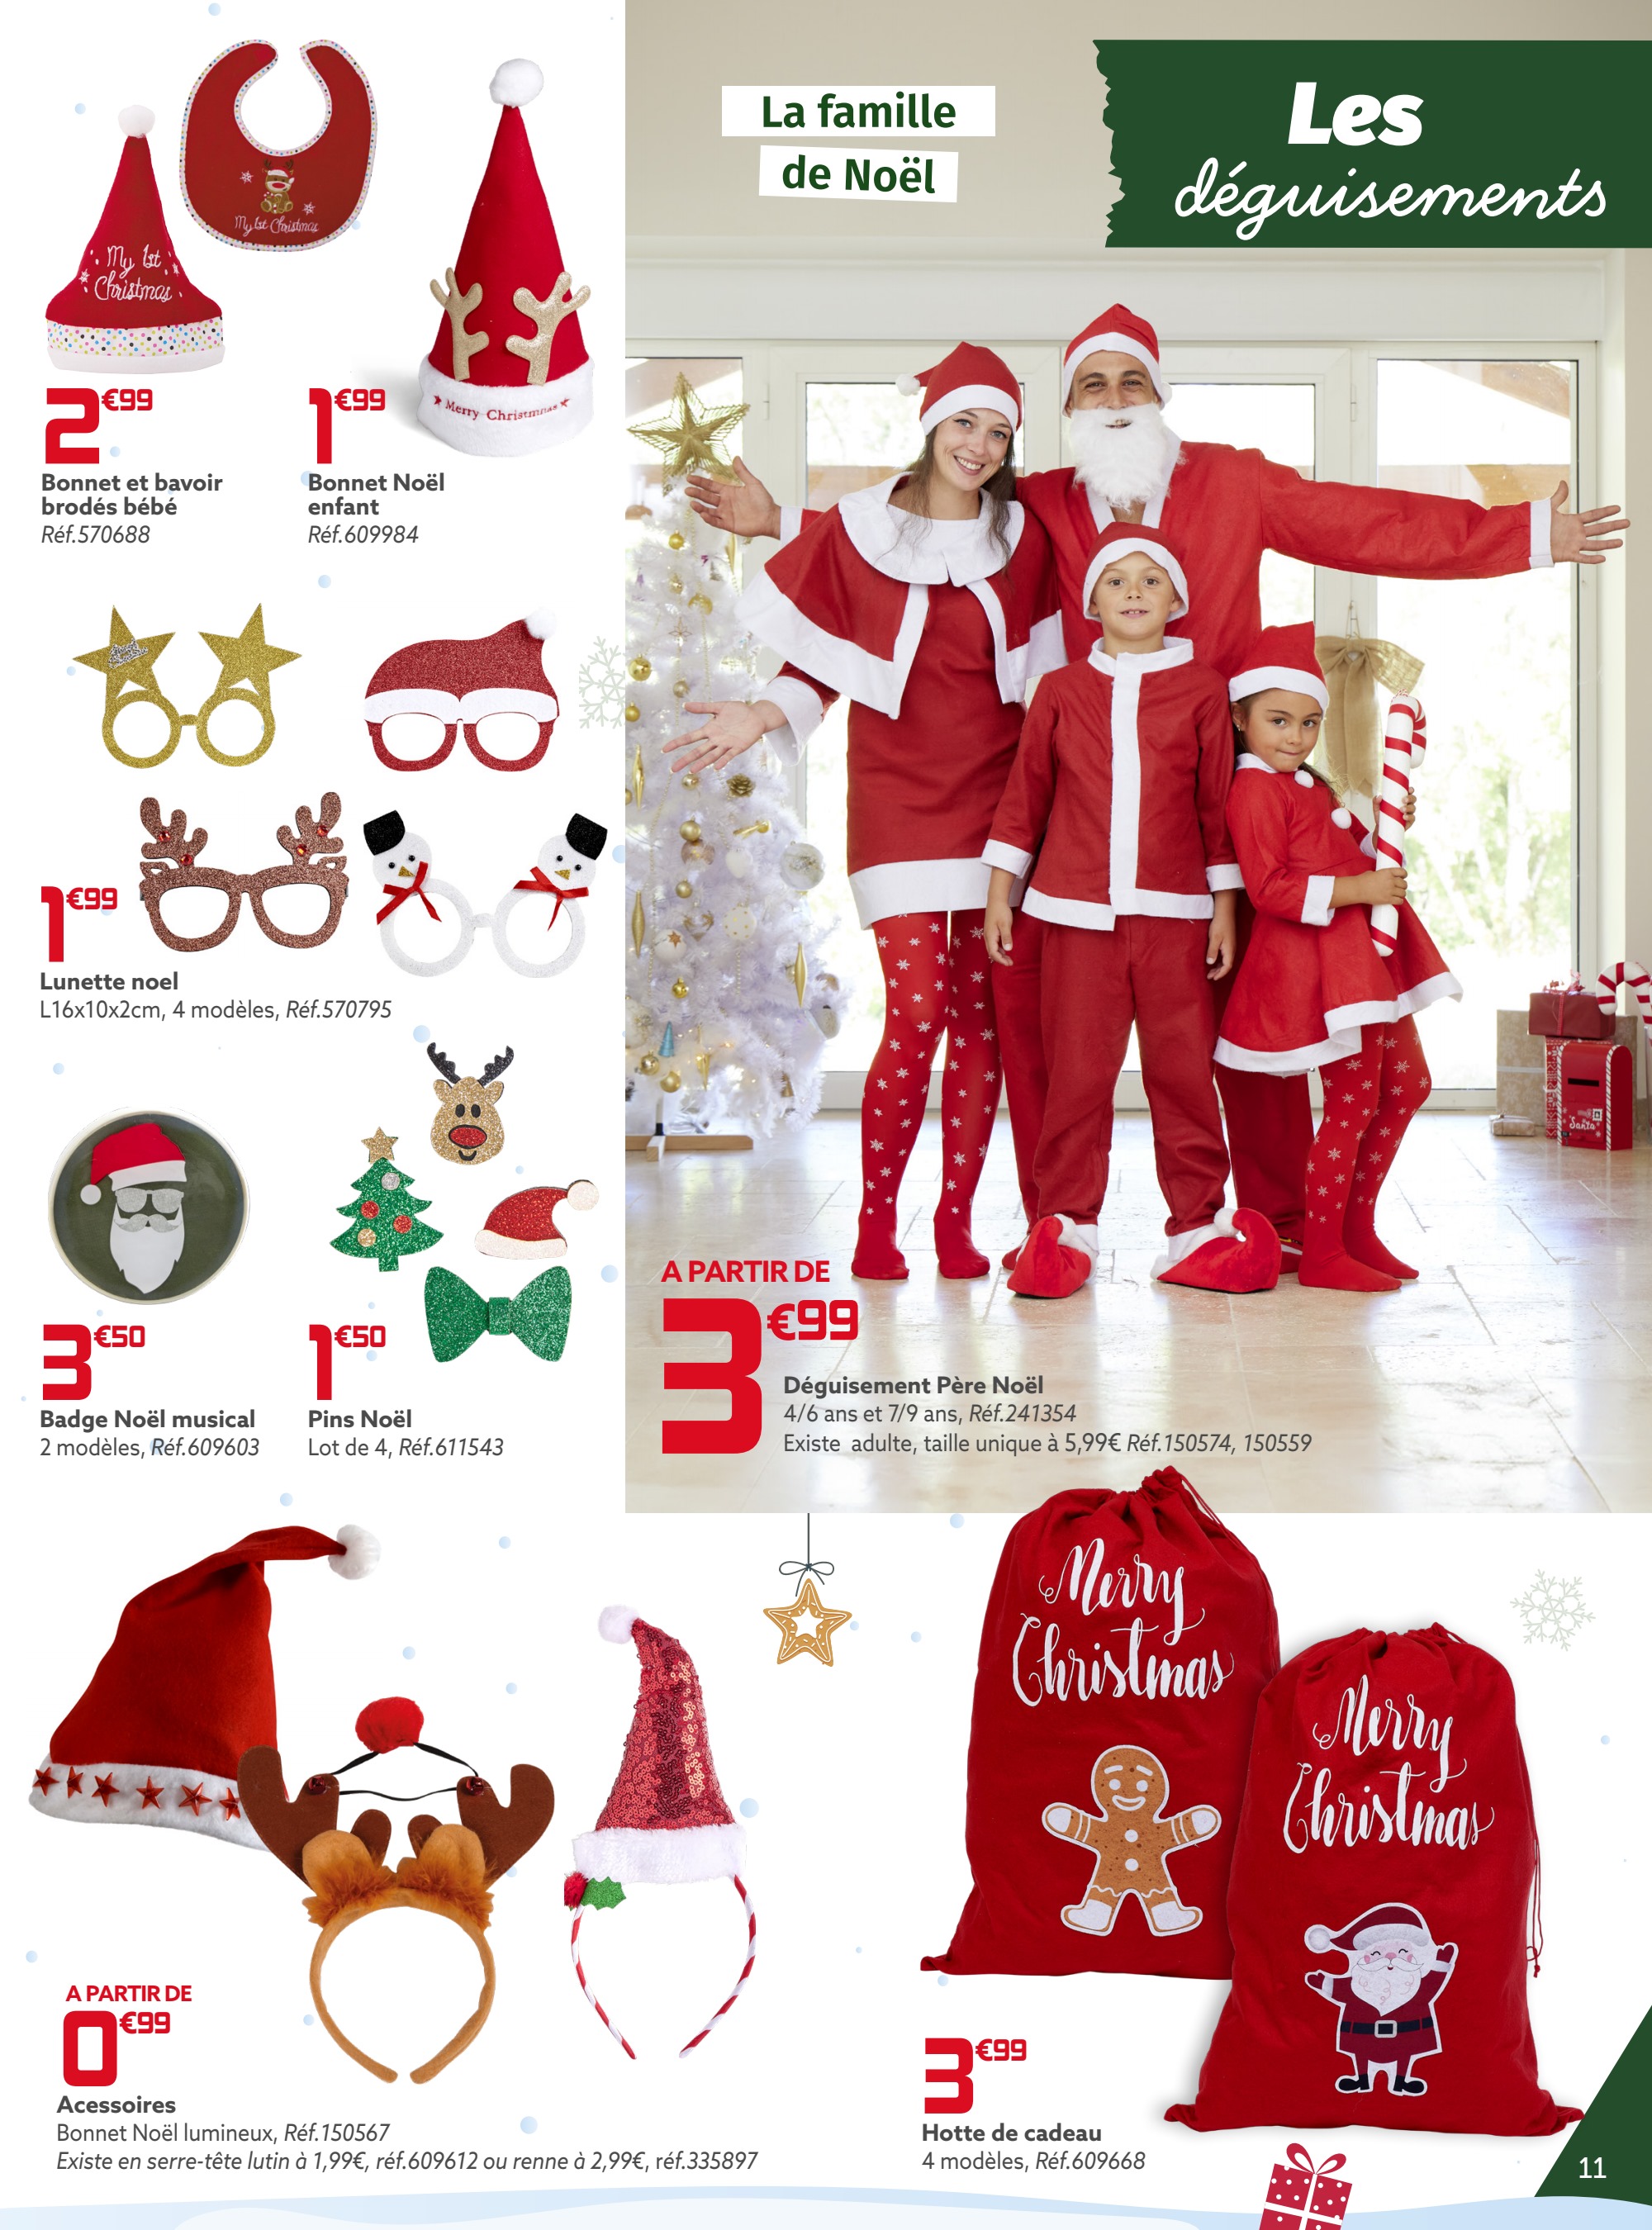 Les
déguisements
La famille
de Noël
My 1st Christmas
My 1st
Christmas
Merry Christmas
2€99
Bonnet et bavoir
brodés bébé
Réf.570688
1€99
Bonnet Noël
enfant
Réf.609984
1€99
Lunette noel
L16x10x2cm, 4 modèles, Réf.570795
3€50
Badge Noël musical
2 modèles, Réf.609603
1€50
Pins Noël
Lot de 4, Réf.611543
Santa
A PARTIR DE
3€99
Déguisement Père Noël
4/6 ans et 7/9 ans, Réf.241354
Existe adulte, taille unique à 5,99€ Réf.150574, 150559
A PARTIR DE
0€99
Acessoires
Bonnet Noël lumineux, Réf.150567
Existe en serre-tête lutin à 1,99€, réf.609612 ou renne à 2,99€, réf.335897
Merry
Christmas
Merry
Christmas
3€99
Hotte de cadeau
4 modèles, Réf.609668
11